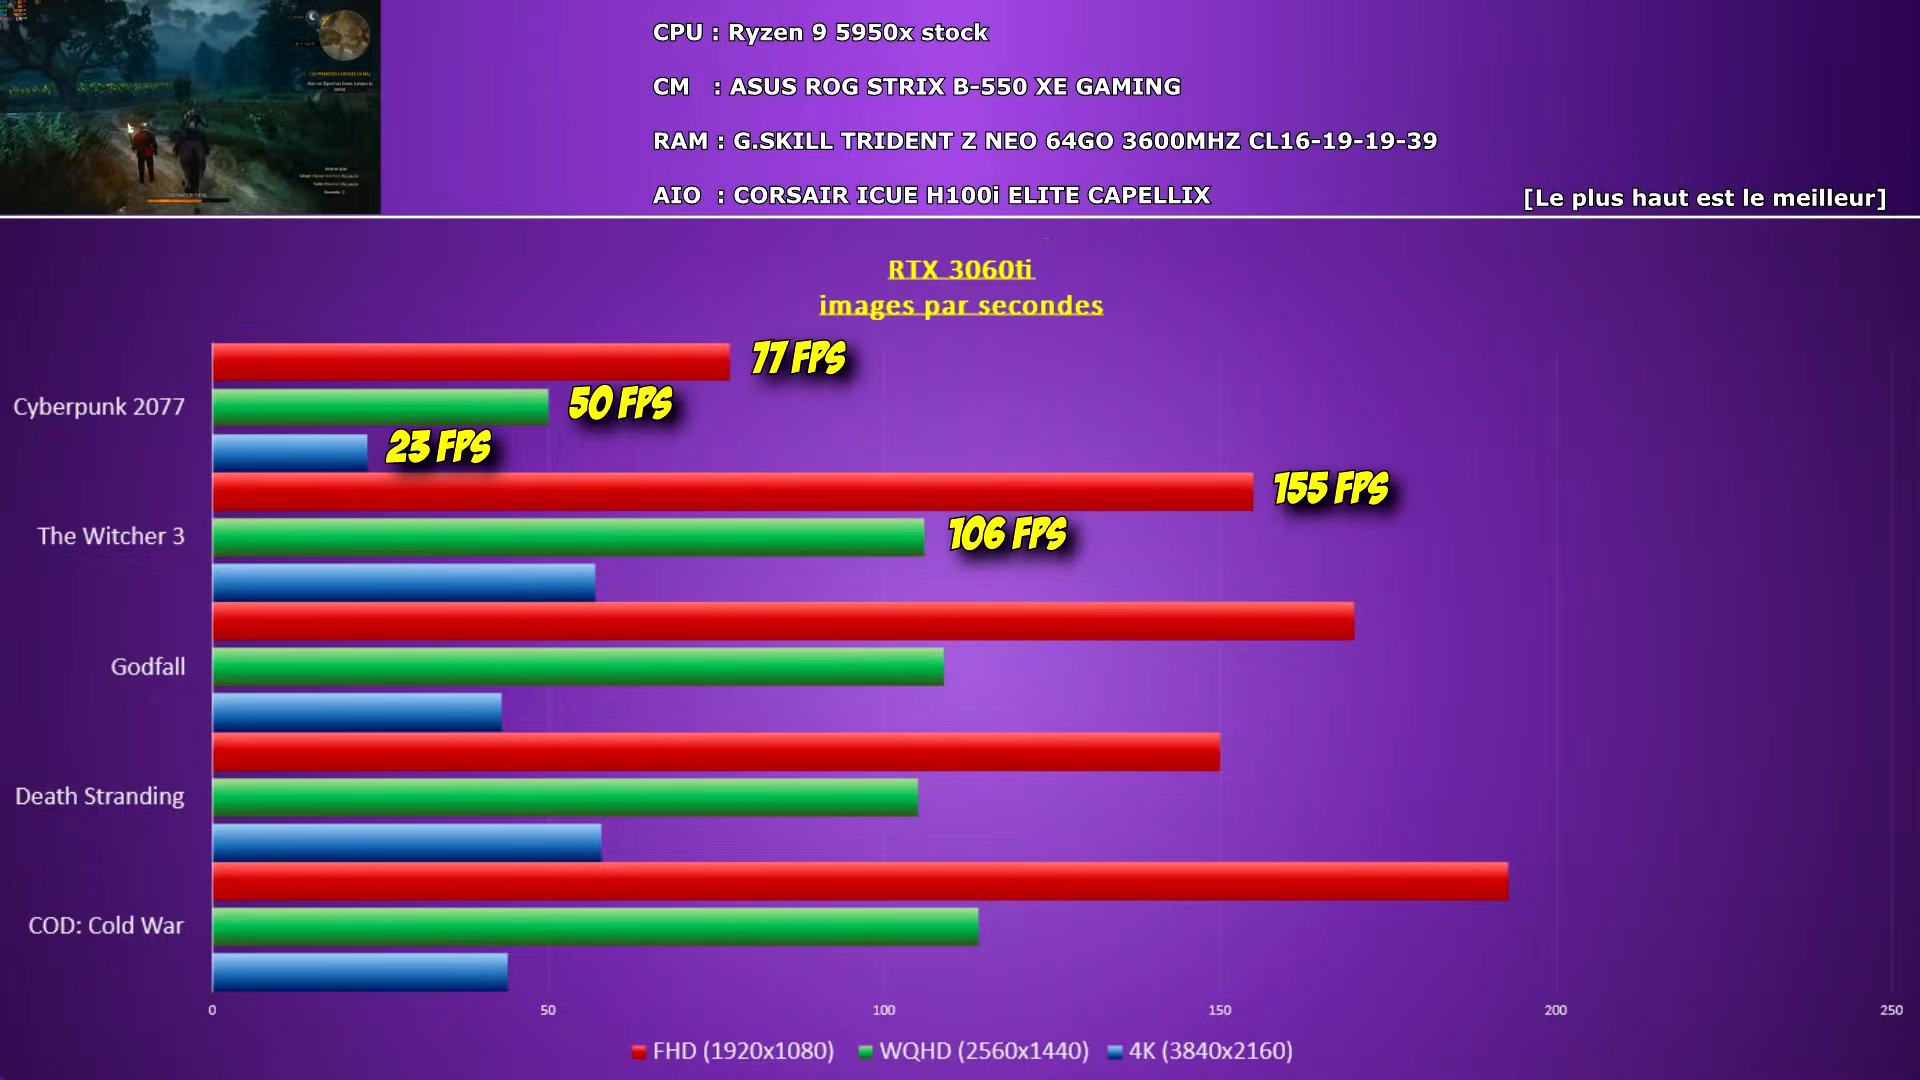 CPU : Ryzen 9 5950x stock
CM : ASUS ROG STRIX B-550 XE GAMING
RAM : G.SKILL TRIDENT Z NEO 64GO 3600MHZ CL16-19-19-39
AIO : CORSAIR ICUE H100i ELITE CAPELLIX
[Le plus haut est le meilleur]
RTX 3060ti
images par secondes
77 FPS
Cyberpunk 2077
50 FPS
23 FPS
155 FPS
The Witcher 3
106 FPS
Godfall
Death Stranding
COD: Cold War
0 50 100 150 200 250
FHD (1920x1080) WQHD (2560x1440) 4K (3840x2160)